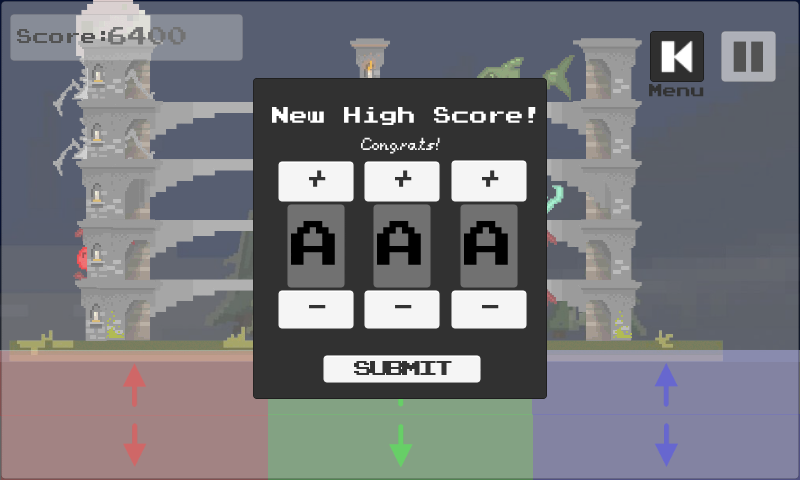 Score:6400
Menu
New High Score!
Congrats!
+ + +
A A A
- - -
SUBMIT